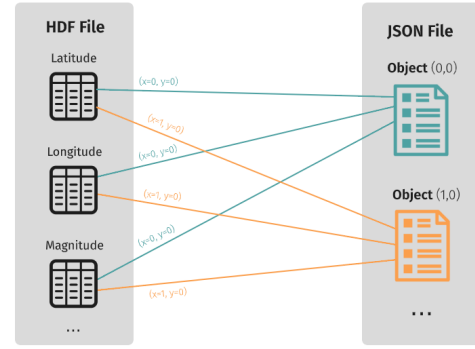 HDF File
Latitude
Longitude
Magnitude
...
(x=0, y=0)
(x=1, y=0)
(x=0, y=0)
(x=1, y=0)
(x=0, y=0)
(x=1, y=0)
JSON File
Object (0,0)
Object (1,0)
...